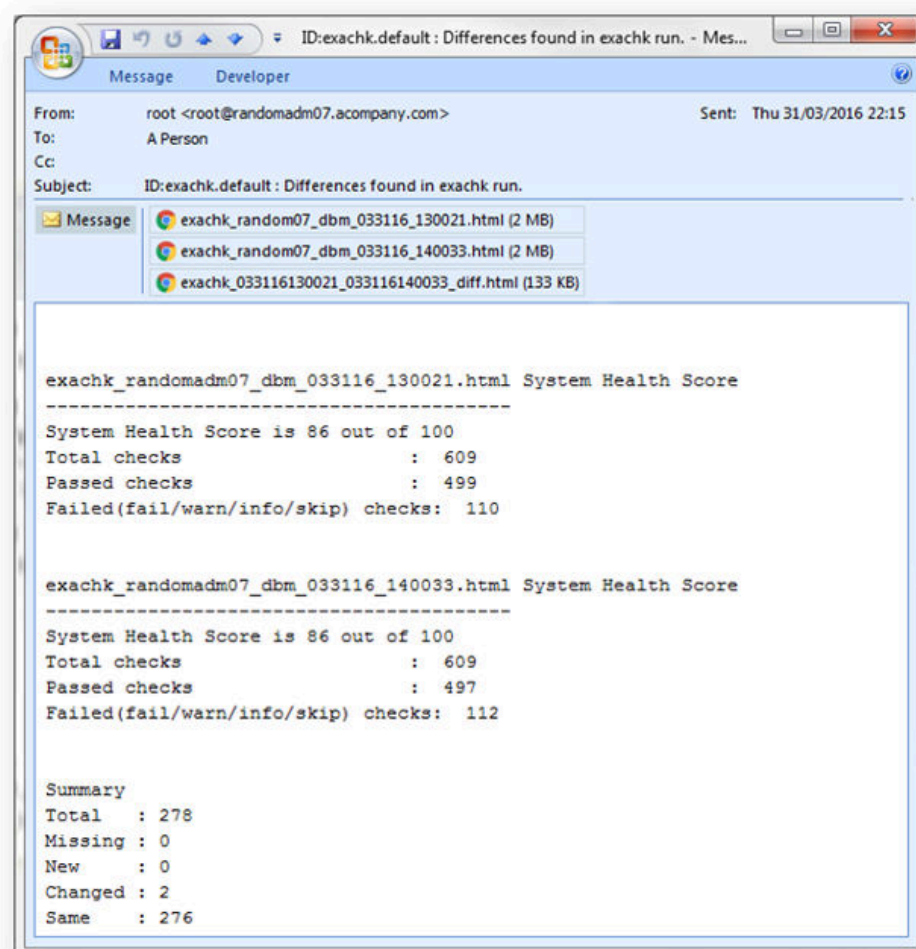 ID:exachk.default : Differences found in exachk run. - Mes...
Message Developer
From: root <root@randomadm07.acompany.com> Sent: Thu 31/03/2016 22:15
To: A Person
Cc:
Subject: ID:exachk.default : Differences found in exachk run.
Message exachk_random07_dbm_033116_130021.html (2 MB)
exachk_random07_dbm_033116_140033.html (2 MB)
exachk_033116130021_033116140033_diff.html (133 KB)
exachk_randomadm07_dbm_033116_130021.html System Health Score
-----------------------------------------
System Health Score is 86 out of 100
Total checks : 609
Passed checks : 499
Failed(fail/warn/info/skip) checks: 110
exachk_randomadm07_dbm_033116_140033.html System Health Score
-----------------------------------------
System Health Score is 86 out of 100
Total checks : 609
Passed checks : 497
Failed(fail/warn/info/skip) checks: 112
Summary
Total : 278
Missing : 0
New : 0
Changed : 2
Same : 276